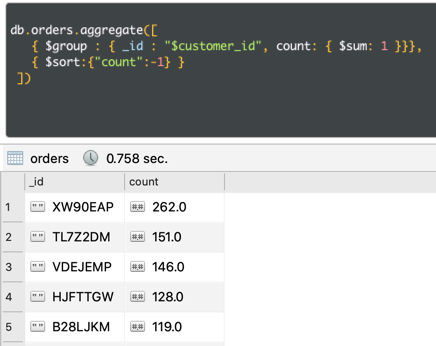 db.orders.aggregate([
{ $group : { _id : "$customer_id", count: { $sum: 1 }}},
{ $sort:{"count":-1} }
])
orders 0.758 sec.
_id count
1 "" XW90EAP #.# 262.0
2 "" TL7Z2DM #.# 151.0
3 "" VDEJEMP #.# 146.0
4 "" HJFTTGW #.# 128.0
5 "" B28LJKM #.# 119.0